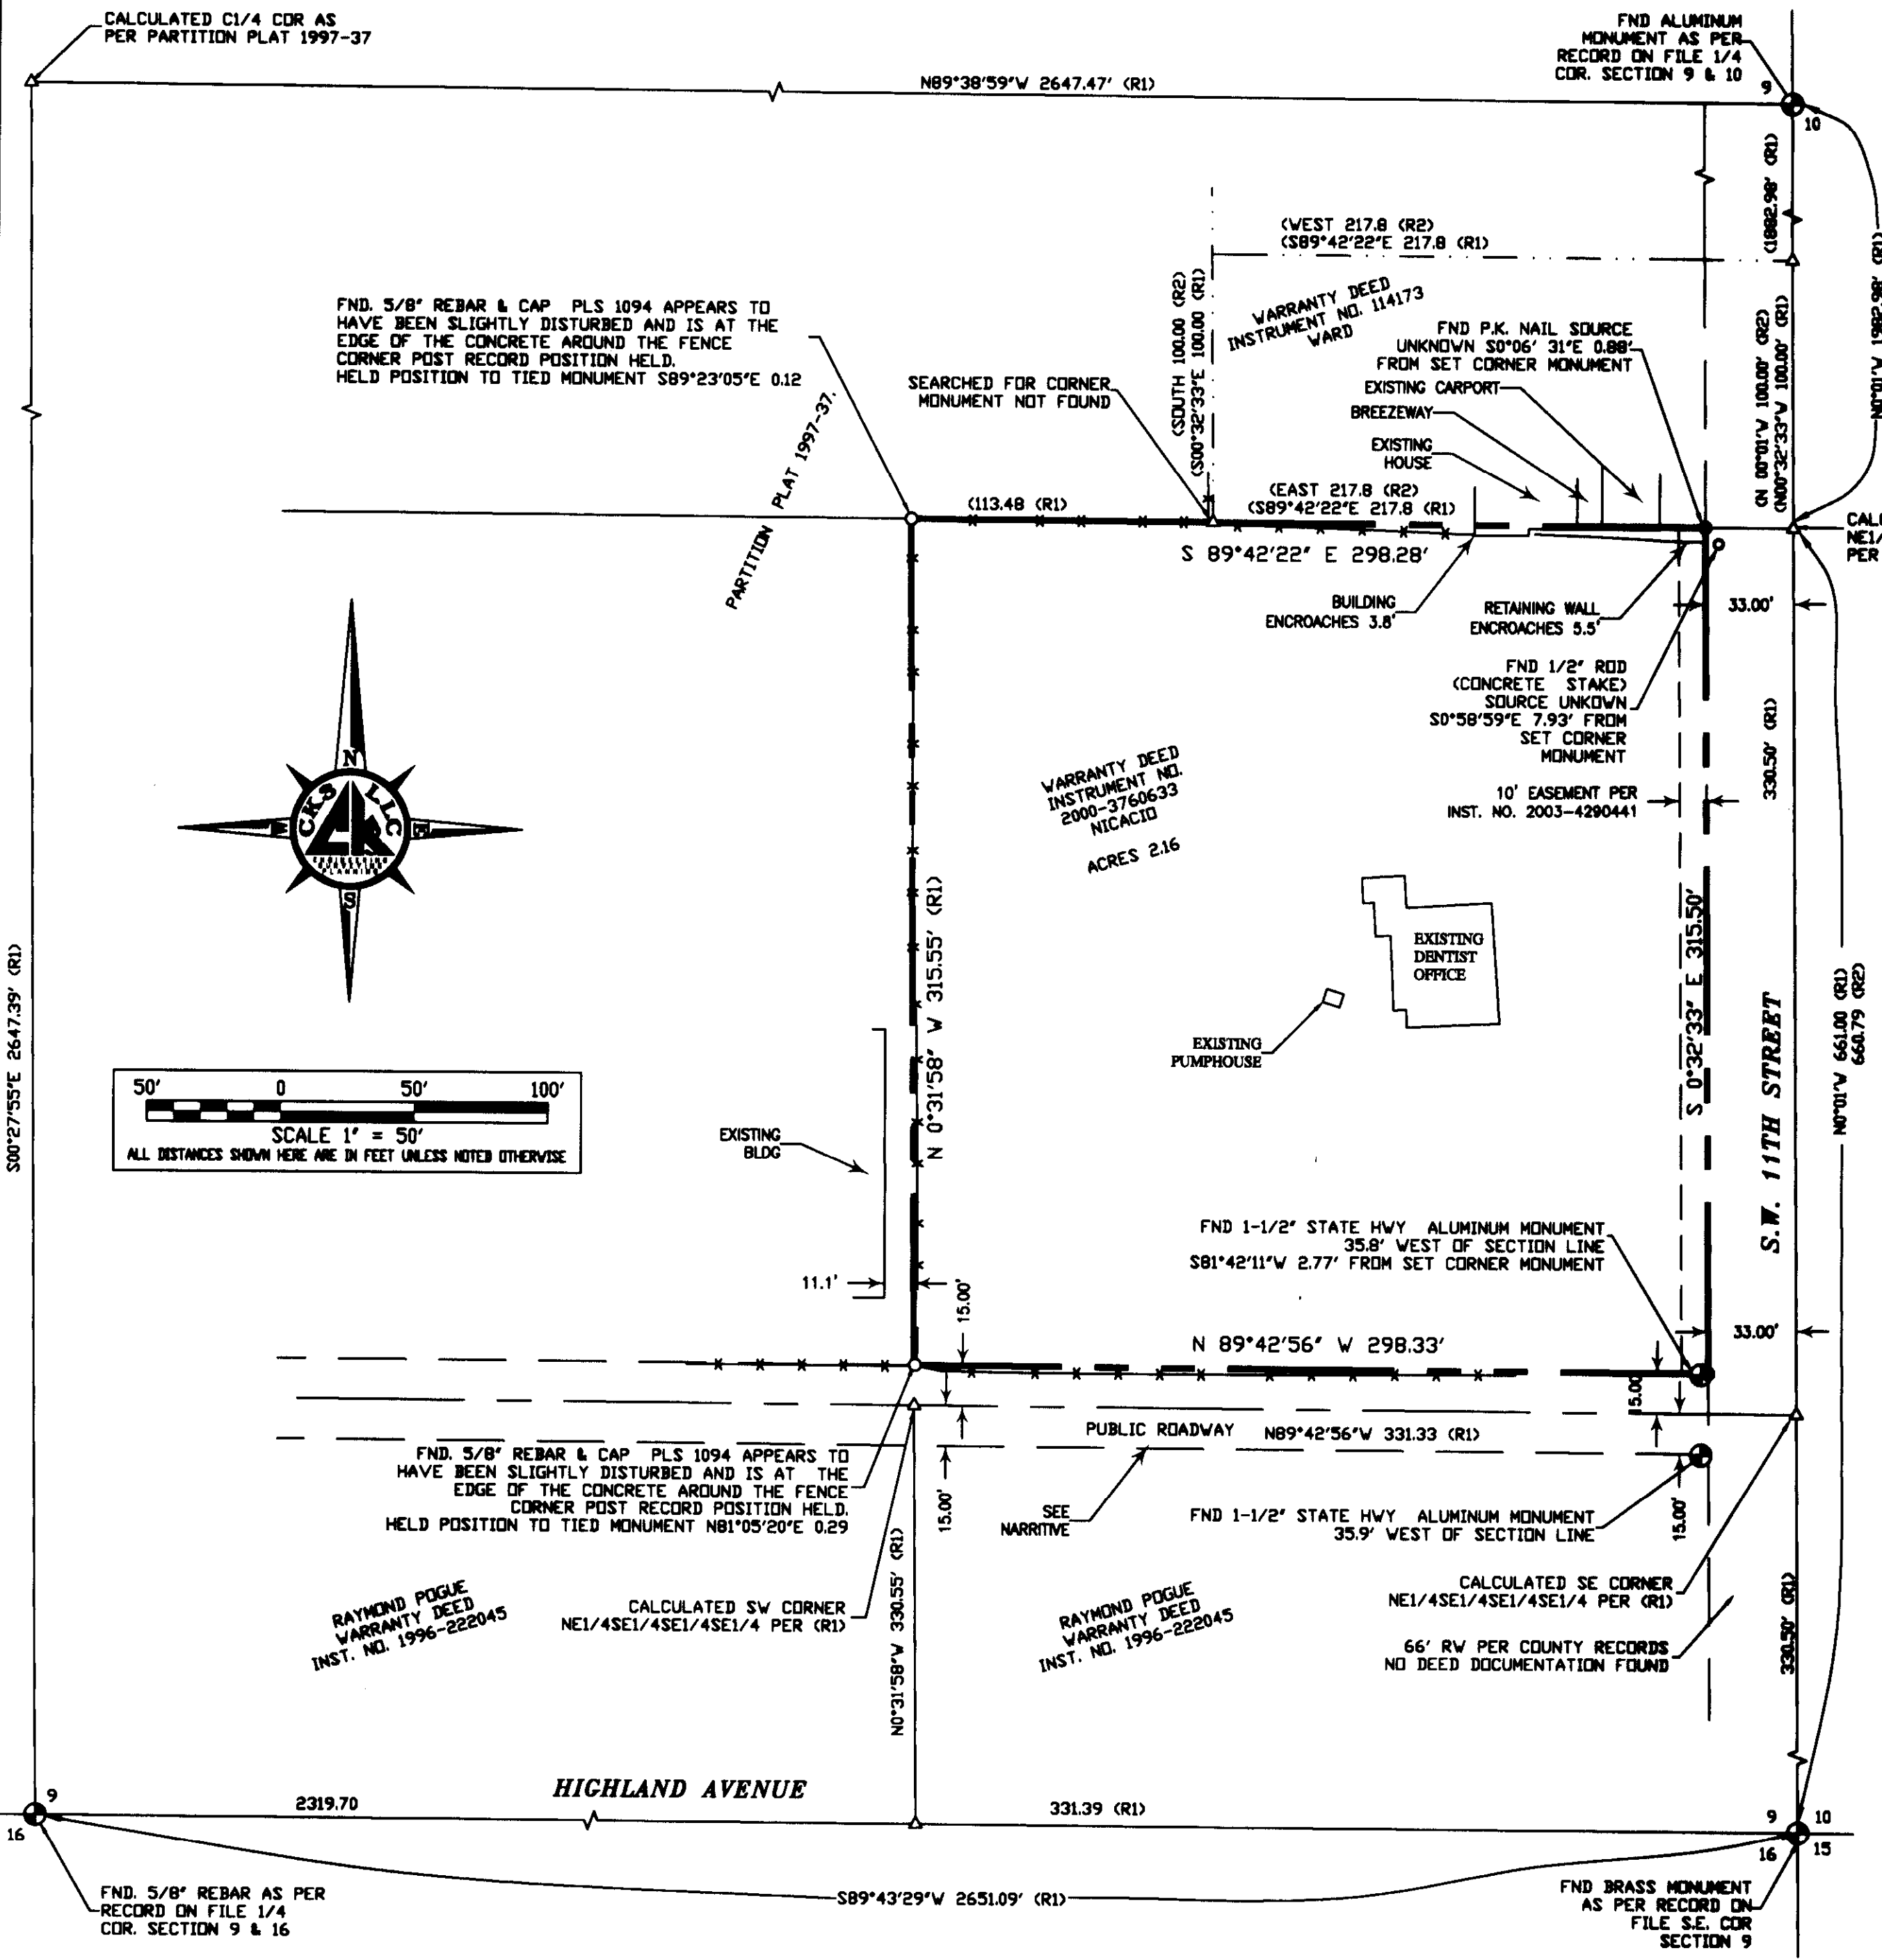 CALCULATED C1/4 COR AS
PER PARTITION PLAT 1997-37
FND ALUMINUM
MONUMENT AS PER
RECORD ON FILE 1/4
COR. SECTION 9 & 10
N89°38'59"W 2647.47' (R1)
9
10
(1882.98' (R1)
N0°01'W 1982.98' (R1)
(WEST 217.8 (R2)
(S89°42'22"E 217.8 (R1)
(SOUTH 100.00 (R2)
(S00°32'33"E 100.00 (R1)
WARRANTY DEED
INSTRUMENT NO. 114173
WARD
(N 00°01'W 100.00' (R2)
(N00°32'33"W 100.00' (R1)
FND. 5/8" REBAR & CAP PLS 1094 APPEARS TO
HAVE BEEN SLIGHTLY DISTURBED AND IS AT THE
EDGE OF THE CONCRETE AROUND THE FENCE
CORNER POST RECORD POSITION HELD.
HELD POSITION TO TIED MONUMENT S89°23'05"E 0.12
FND P.K. NAIL SOURCE
UNKNOWN S0°06' 31"E 0.88'
FROM SET CORNER MONUMENT
SEARCHED FOR CORNER
MONUMENT NOT FOUND
EXISTING CARPORT
BREEZEWAY
EXISTING
HOUSE
PARTITION PLAT 1997-37.
(113.48 (R1)
(EAST 217.8 (R2)
(S89°42'22"E 217.8 (R1)
S 89°42'22" E 298.28'
CALC
NE1/
PER
BUILDING
ENCROACHES 3.8'
RETAINING WALL
ENCROACHES 5.5'
33.00'
FND 1/2" ROD
(CONCRETE STAKE)
SOURCE UNKOWN
S0°58'59"E 7.93' FROM
SET CORNER
MONUMENT
330.50' (R1)
10' EASEMENT PER
INST. NO. 2003-4290441
N
CKS LLC
W
E
ENGINEERING
SURVEYING
PLANNING
S
WARRANTY DEED
INSTRUMENT NO.
2000-3760633
NICACIO
ACRES 2.16
N 0°31'58" W 315.55' (R1)
EXISTING
DENTIST
OFFICE
S 0°32'33" E 315.50'
EXISTING
PUMPHOUSE
S.W. 11TH STREET
N0°01'W 661.00 (R1)
660.79 (R2)
S00°27'55"E 2647.39' (R1)
50' 0 50' 100'
SCALE 1" = 50'
ALL DISTANCES SHOWN HERE ARE IN FEET UNLESS NOTED OTHERWISE
EXISTING
BLDG
11.1'
15.00'
FND 1-1/2" STATE HWY ALUMINUM MONUMENT
35.8' WEST OF SECTION LINE
S81°42'11"W 2.77' FROM SET CORNER MONUMENT
N 89°42'56" W 298.33'
33.00'
15.00'
PUBLIC ROADWAY N89°42'56"W 331.33 (R1)
FND. 5/8" REBAR & CAP PLS 1094 APPEARS TO
HAVE BEEN SLIGHTLY DISTURBED AND IS AT THE
EDGE OF THE CONCRETE AROUND THE FENCE
CORNER POST RECORD POSITION HELD.
HELD POSITION TO TIED MONUMENT N81°05'20"E 0.29
15.00'
SEE
NARRITIVE
FND 1-1/2" STATE HWY ALUMINUM MONUMENT
35.9' WEST OF SECTION LINE
15.00'
N0°31'58"W 330.55' (R1)
RAYMOND POGUE
WARRANTY DEED
INST. NO. 1996-222045
CALCULATED SW CORNER
NE1/4SE1/4SE1/4SE1/4 PER (R1)
RAYMOND POGUE
WARRANTY DEED
INST. NO. 1996-222045
CALCULATED SE CORNER
NE1/4SE1/4SE1/4SE1/4 PER (R1)
66' RW PER COUNTY RECORDS
NO DEED DOCUMENTATION FOUND
330.50' (R1)
HIGHLAND AVENUE
9
16
2319.70
331.39 (R1)
9 10
16 15
S89°43'29"W 2651.09' (R1)
FND. 5/8" REBAR AS PER
RECORD ON FILE 1/4
COR. SECTION 9 & 16
FND BRASS MONUMENT
AS PER RECORD ON
FILE S.E. COR
SECTION 9